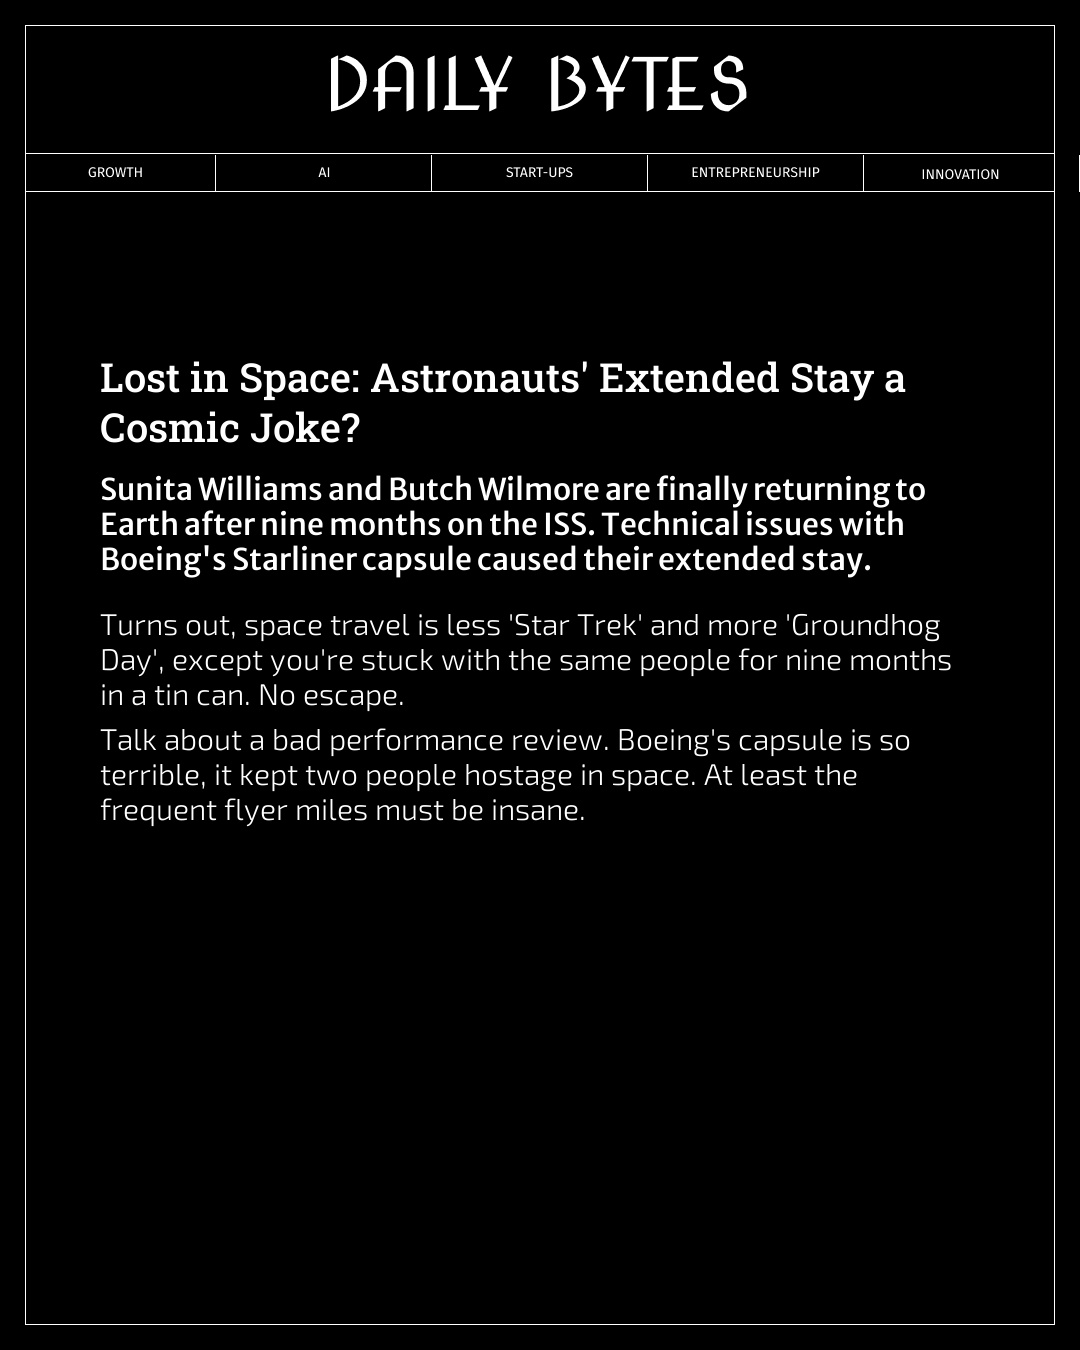 DAILY BYTES
GROWTH
AI
START-UPS
ENTREPRENEURSHIP
INNOVATION
Lost in Space: Astronauts' Extended Stay a
Cosmic Joke?
Sunita Williams and Butch Wilmore are finally returning to
Earth after nine months on the ISS. Technical issues with
Boeing's Starliner capsule caused their extended stay.
Turns out, space travel is less 'Star Trek' and more 'Groundhog
Day', except you're stuck with the same people for nine months
in a tin can. No escape.
Talk about a bad performance review. Boeing's capsule is so
terrible, it kept two people hostage in space. At least the
frequent flyer miles must be insane.